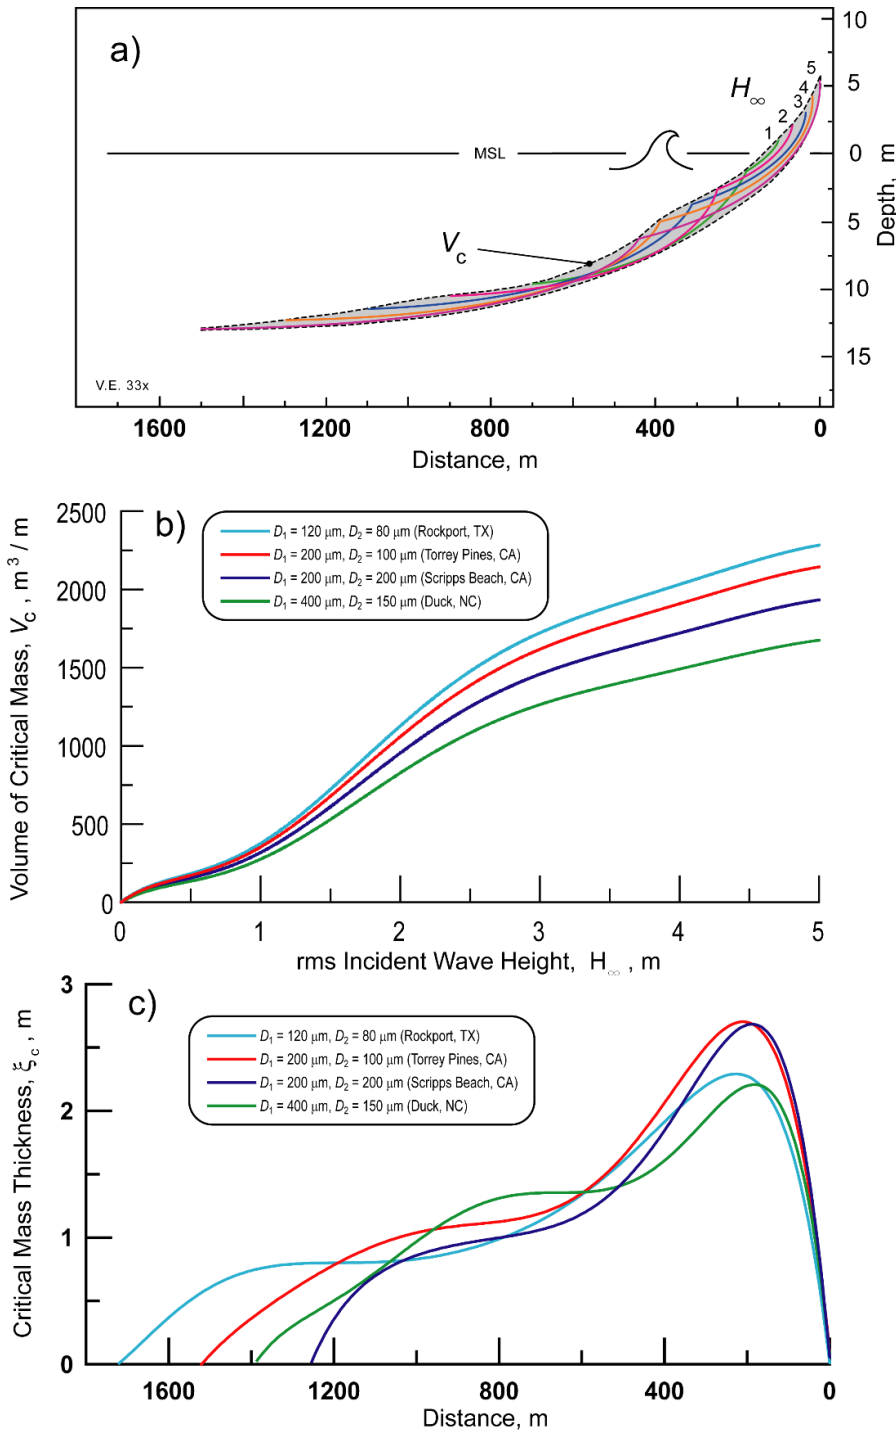 a)
10
5
4
3
2
1
H∞
5
0
MSL
5
Vc
10
15
Depth, m
V.E. 33x
1600 1200 800 400 0
Distance, m
b)
2500
2000
1500
1000
500
0
Volume of Critical Mass, Vc , m³ / m
D₁ = 120 μm, D₂ = 80 μm (Rockport, TX)
D₁ = 200 μm, D₂ = 100 μm (Torrey Pines, CA)
D₁ = 200 μm, D₂ = 200 μm (Scripps Beach, CA)
D₁ = 400 μm, D₂ = 150 μm (Duck, NC)
0 1 2 3 4 5
rms Incident Wave Height, H∞ , m
c)
3
2
1
0
Critical Mass Thickness, ξc , m
D₁ = 120 μm, D₂ = 80 μm (Rockport, TX)
D₁ = 200 μm, D₂ = 100 μm (Torrey Pines, CA)
D₁ = 200 μm, D₂ = 200 μm (Scripps Beach, CA)
D₁ = 400 μm, D₂ = 150 μm (Duck, NC)
1600 1200 800 400 0
Distance, m